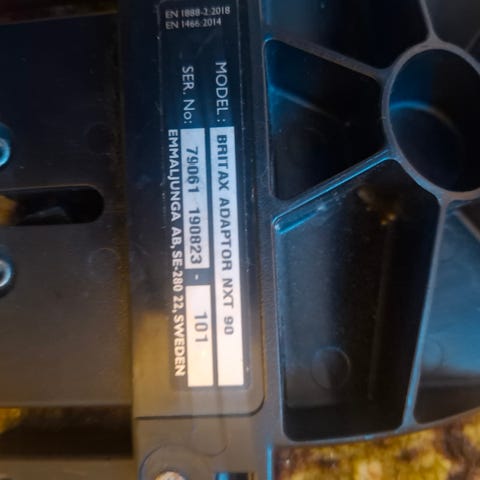 EN 1888-2:2018
EN 1466:2014
MODEL: BRITAX ADAPTOR NXT 90
SER. No: 79061 190823 - 101
EMMALJUNGA AB, SE-280 22, SWEDEN